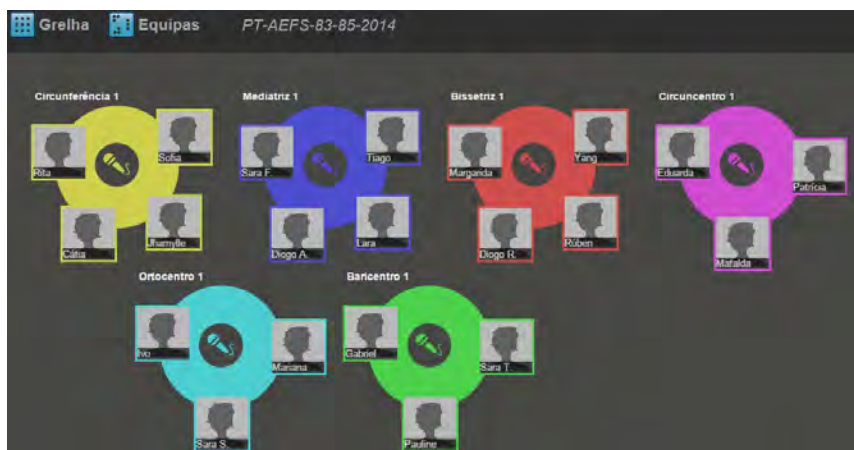 Grelha Equipas PT-AEFS-83-85-2014
Circunferência 1 Mediatriz 1 Bissetriz 1 Circuncentro 1
Rita Sofia Sara F. Tiago Margarida Yang Eduarda Patrícia
Cátia Jhamylle Diogo A. Lara Diogo R. Rúben Mafalda
Ortocentro 1 Baricentro 1
Ivo Mariana Gabriel Sara T.
Sara S. Pauline